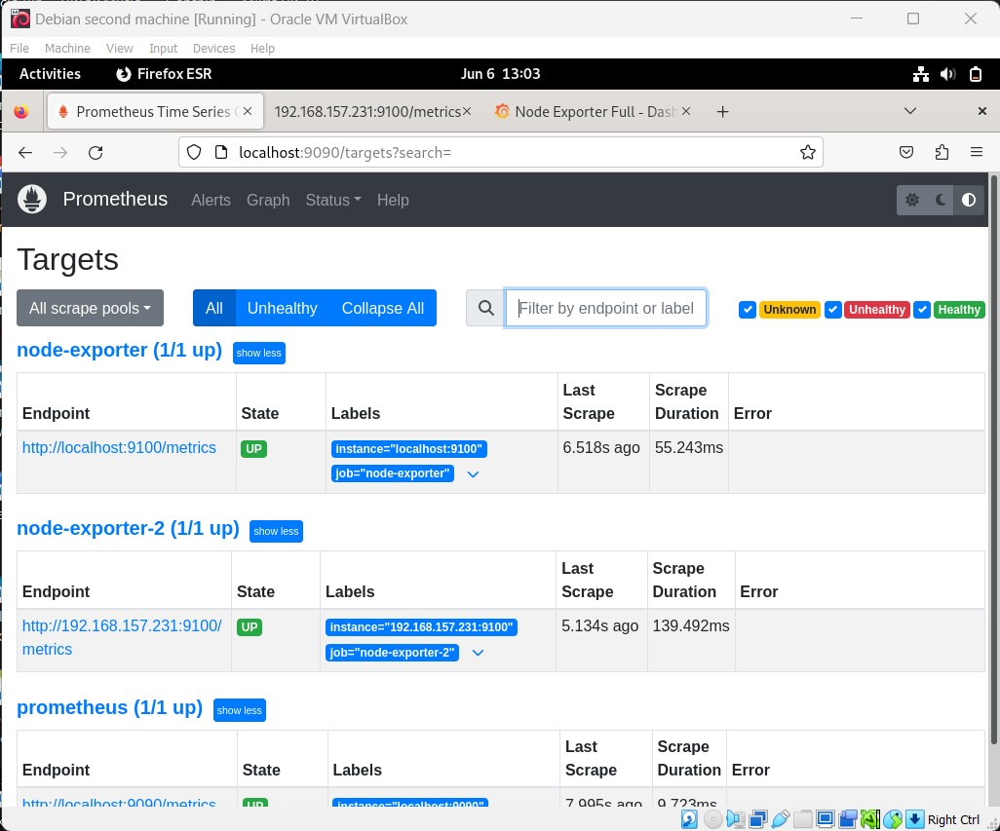 Debian second machine [Running] - Oracle VM VirtualBox
File Machine View Input Devices Help
Activities Firefox ESR Jun 6 13:03
Prometheus Time Series 192.168.157.231:9100/metrics Node Exporter Full - Dash
localhost:9090/targets?search=
Prometheus Alerts Graph Status Help
Targets
All scrape pools All Unhealthy Collapse All Filter by endpoint or label Unknown Unhealthy Healthy
node-exporter (1/1 up) show less
Endpoint State Labels Last Scrape Scrape Duration Error
http://localhost:9100/metrics UP instance="localhost:9100" 6.518s ago 55.243ms
job="node-exporter"
node-exporter-2 (1/1 up) show less
Endpoint State Labels Last Scrape Scrape Duration Error
http://192.168.157.231:9100/ UP instance="192.168.157.231:9100" 5.134s ago 139.492ms
metrics job="node-exporter-2"
prometheus (1/1 up) show less
Endpoint State Labels Last Scrape Scrape Duration Error
http://localhost:9090/metrics UP instance="localhost:9090" 7.995s ago 9.723ms
Right Ctrl